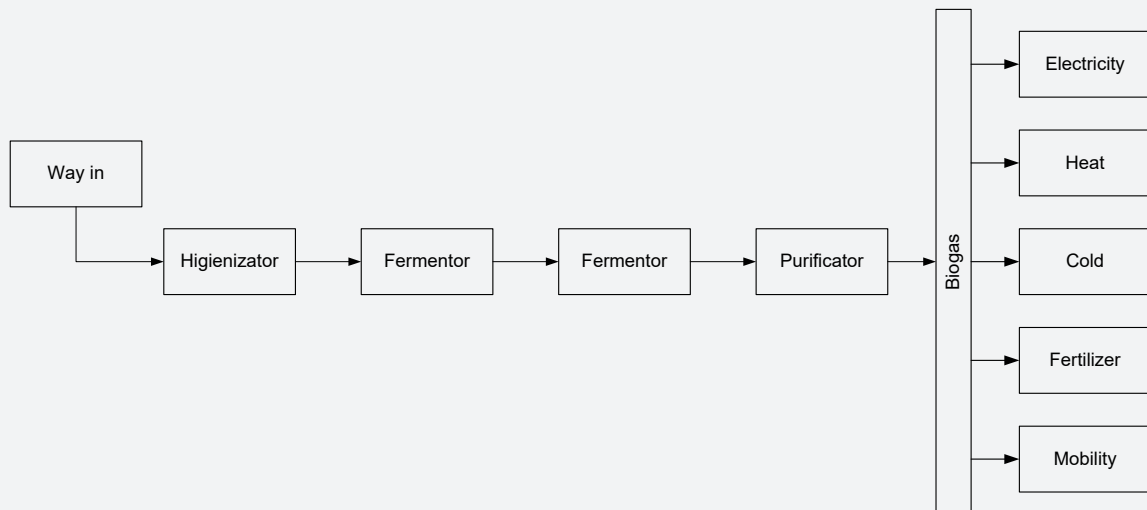 Way in
Higienizator
Fermentor
Fermentor
Purificator
Biogas
Electricity
Heat
Cold
Fertilizer
Mobility